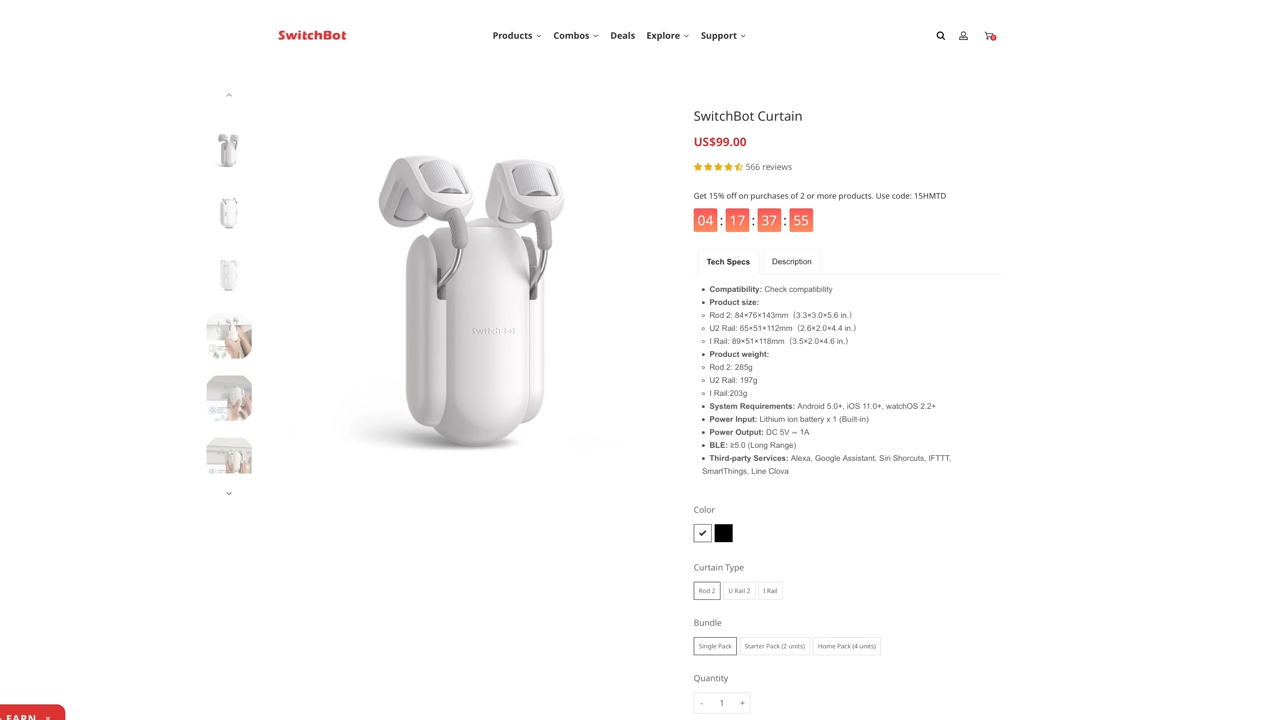 SwitchBot
Products
Combos
Deals
Explore
Support
0
SwitchBot
SwitchBot Curtain
US$99.00
566 reviews
Get 15% off on purchases of 2 or more products. Use code: 15HMTD
04 : 17 : 37 : 55
Tech Specs
Description
Compatibility: Check compatibility
Product size:
Rod 2: 84×76×143mm（3.3×3.0×5.6 in.）
U2 Rail: 65×51×112mm（2.6×2.0×4.4 in.）
I Rail: 89×51×118mm（3.5×2.0×4.6 in.）
Product weight:
Rod 2: 285g
U2 Rail: 197g
I Rail:203g
System Requirements: Android 5.0+, iOS 11.0+, watchOS 2.2+
Power Input: Lithium ion battery x 1 (Built-in)
Power Output: DC 5V ⎓ 1A
BLE: ≥5.0 (Long Range)
Third-party Services: Alexa, Google Assistant, Siri Shorcuts, IFTTT,
SmartThings, Line Clova
Color
Curtain Type
Rod 2
U Rail 2
I Rail
Bundle
Single Pack
Starter Pack (2 units)
Home Pack (4 units)
Quantity
- 1 +
EARN ×